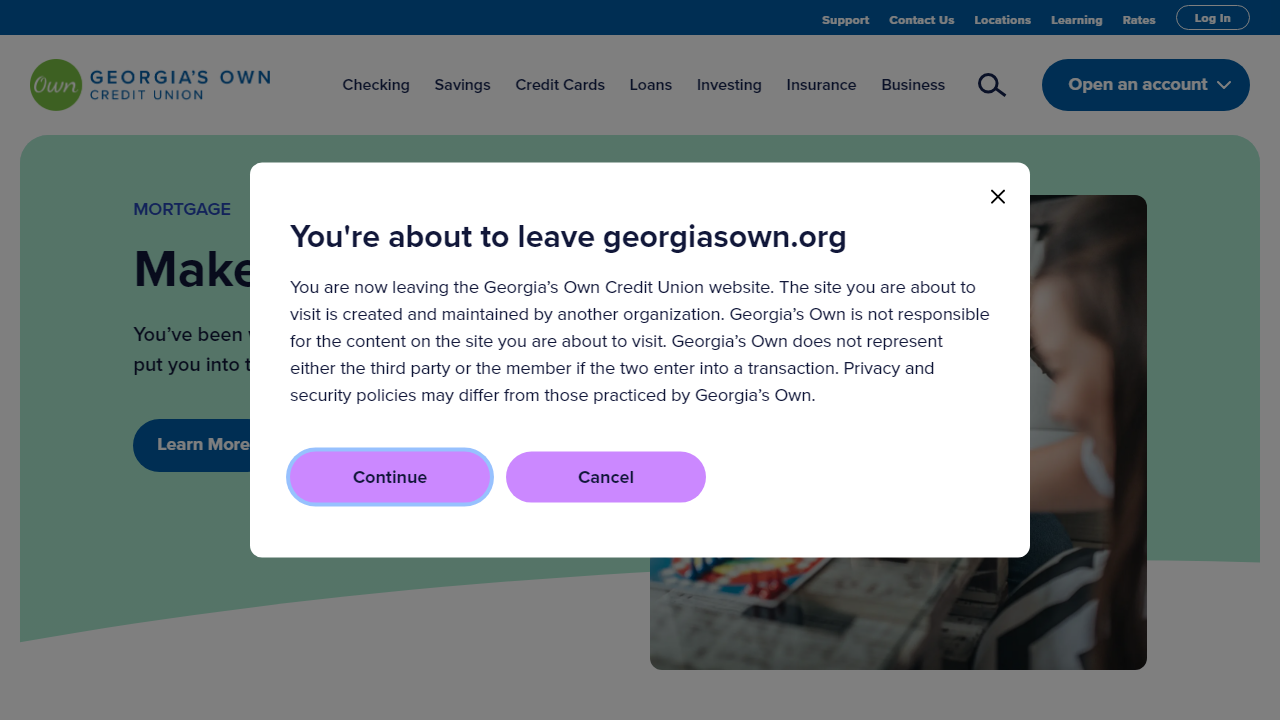 Support Contact Us Locations Learning Rates Log In
Own GEORGIA'S OWN
CREDIT UNION
Checking Savings Credit Cards Loans Investing Insurance Business Open an account
MORTGAGE
Make
You've been
put you into
Learn More
You're about to leave georgiasown.org
You are now leaving the Georgia's Own Credit Union website. The site you are about to
visit is created and maintained by another organization. Georgia's Own is not responsible
for the content on the site you are about to visit. Georgia's Own does not represent
either the third party or the member if the two enter into a transaction. Privacy and
security policies may differ from those practiced by Georgia's Own.
Continue Cancel